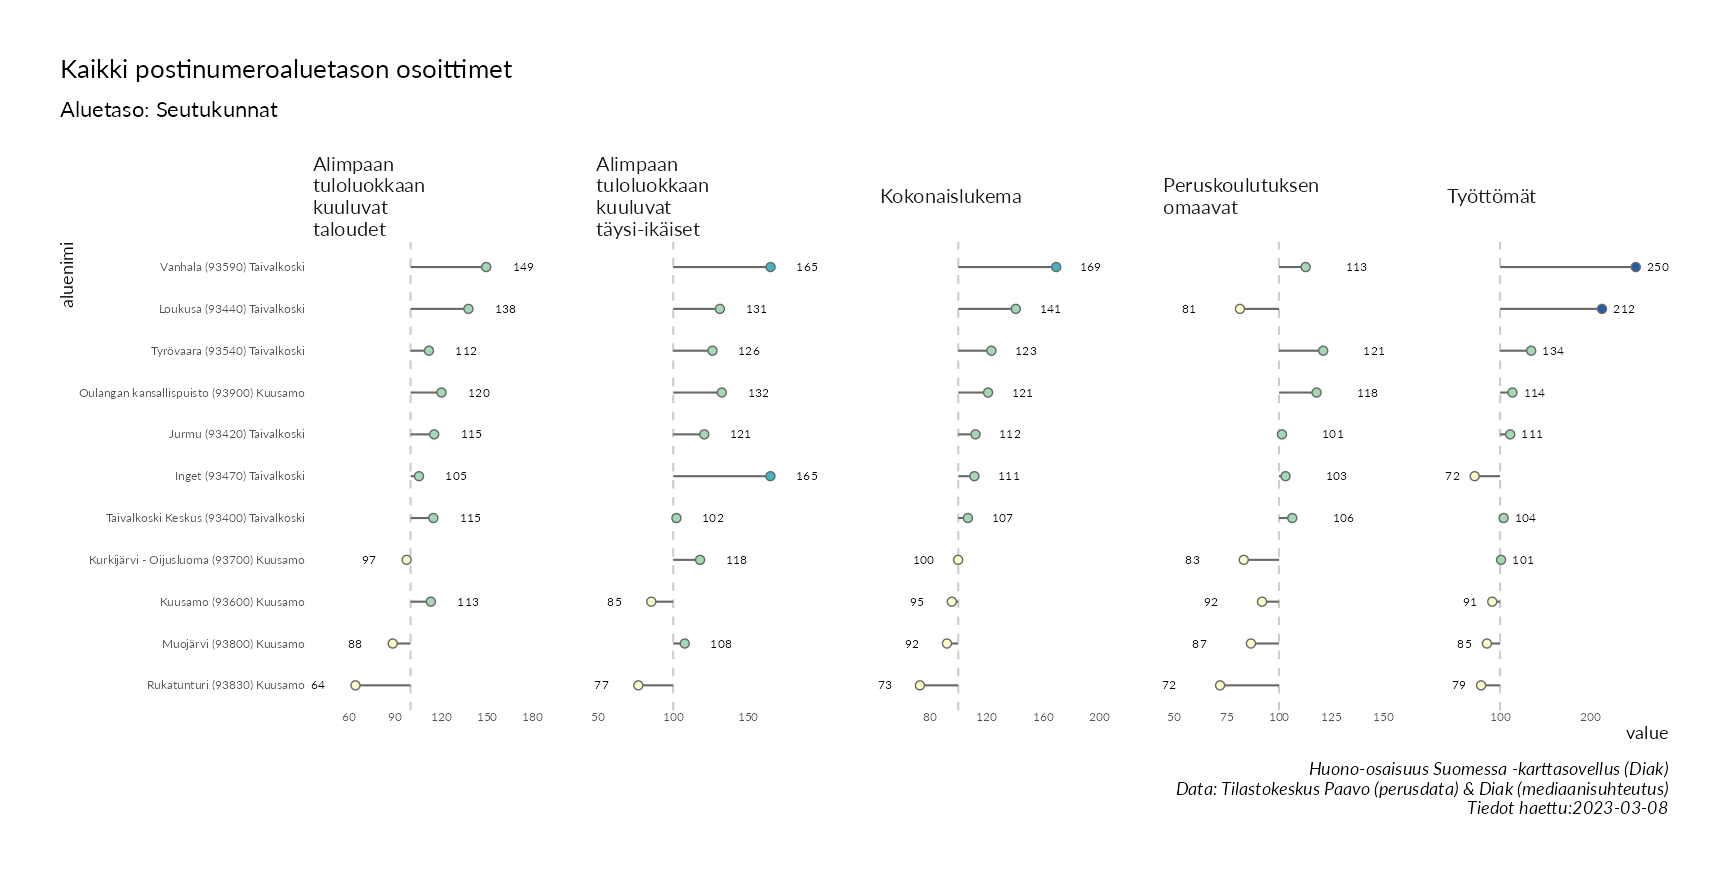 Kaikki postinumeroaluetason osoittimet
Aluetaso: Seutukunnat
Alimpaan
tuloluokkaan
kuuluvat
taloudet
Alimpaan
tuloluokkaan
kuuluvat
täysi-ikäiset
Kokonaislukema
Peruskoulutuksen
omaavat
Työttömät
aluenimi
Vanhala (93590) Taivalkoski 149 165 169 113 250
Loukusa (93440) Taivalkoski 138 131 141 81 212
Tyrövaara (93540) Taivalkoski 112 126 123 121 134
Oulangan kansallispuisto (93900) Kuusamo 120 132 121 118 114
Jurmu (93420) Taivalkoski 115 121 112 101 111
Inget (93470) Taivalkoski 105 165 111 103 72
Taivalkoski Keskus (93400) Taivalkoski 115 102 107 106 104
Kurkijärvi - Oijusluoma (93700) Kuusamo 97 118 100 83 101
Kuusamo (93600) Kuusamo 113 85 95 92 91
Muojärvi (93800) Kuusamo 88 108 92 87 85
Rukatunturi (93830) Kuusamo 64 77 73 72 79
60 90 120 150 180 50 100 150 80 120 160 200 50 75 100 125 150 100 200
value
Huono-osaisuus Suomessa -karttasovellus (Diak)
Data: Tilastokeskus Paavo (perusdata) & Diak (mediaanisuhteutus)
Tiedot haettu:2023-03-08